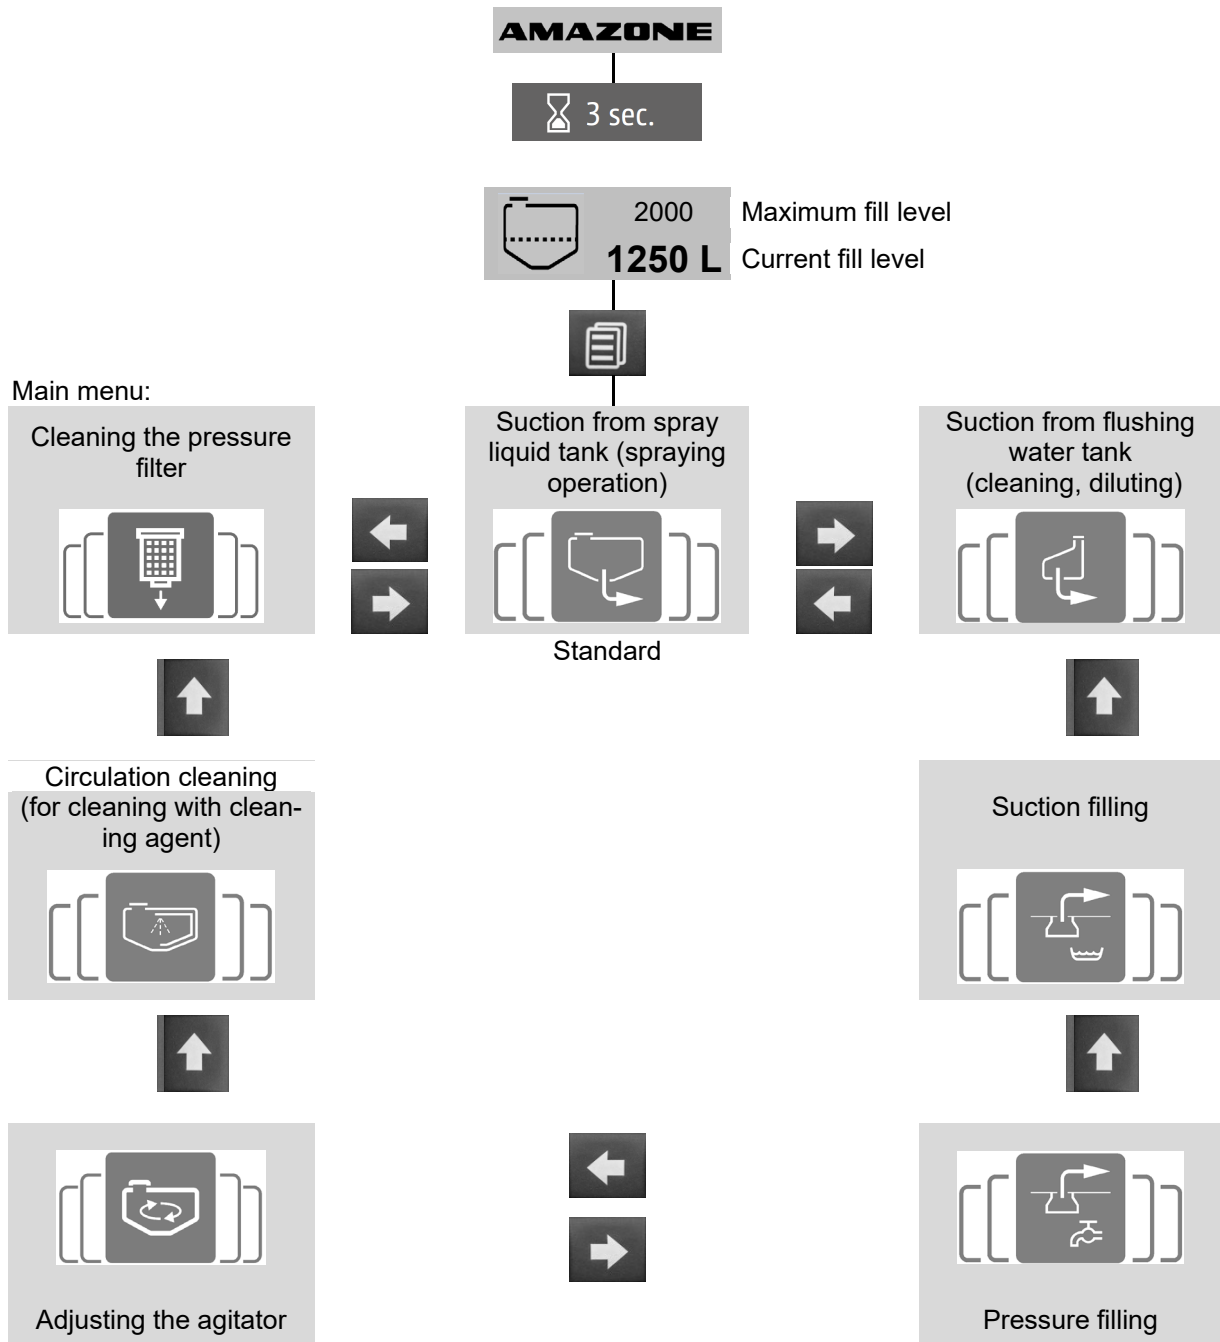 AMAZONE
3 sec.
2000
Maximum fill level
1250 L
Current fill level
Main menu:
Cleaning the pressure
filter
Suction from spray
liquid tank (spraying
operation)
Suction from flushing
water tank
(cleaning, diluting)
Standard
Circulation cleaning
(for cleaning with clean-
ing agent)
Suction filling
Adjusting the agitator
Pressure filling